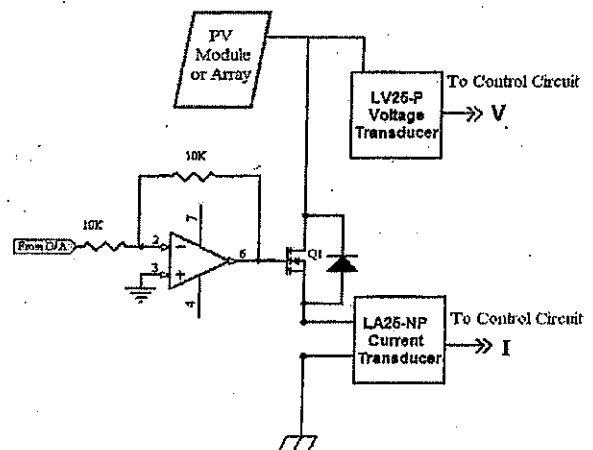 PV
Module
or Array
LV25-P
Voltage
Transducer
To Control Circuit
V
10K
10K
From D/A
2
3
7
4
6
Q1
LA25-NP
Current
Transducer
To Control Circuit
I